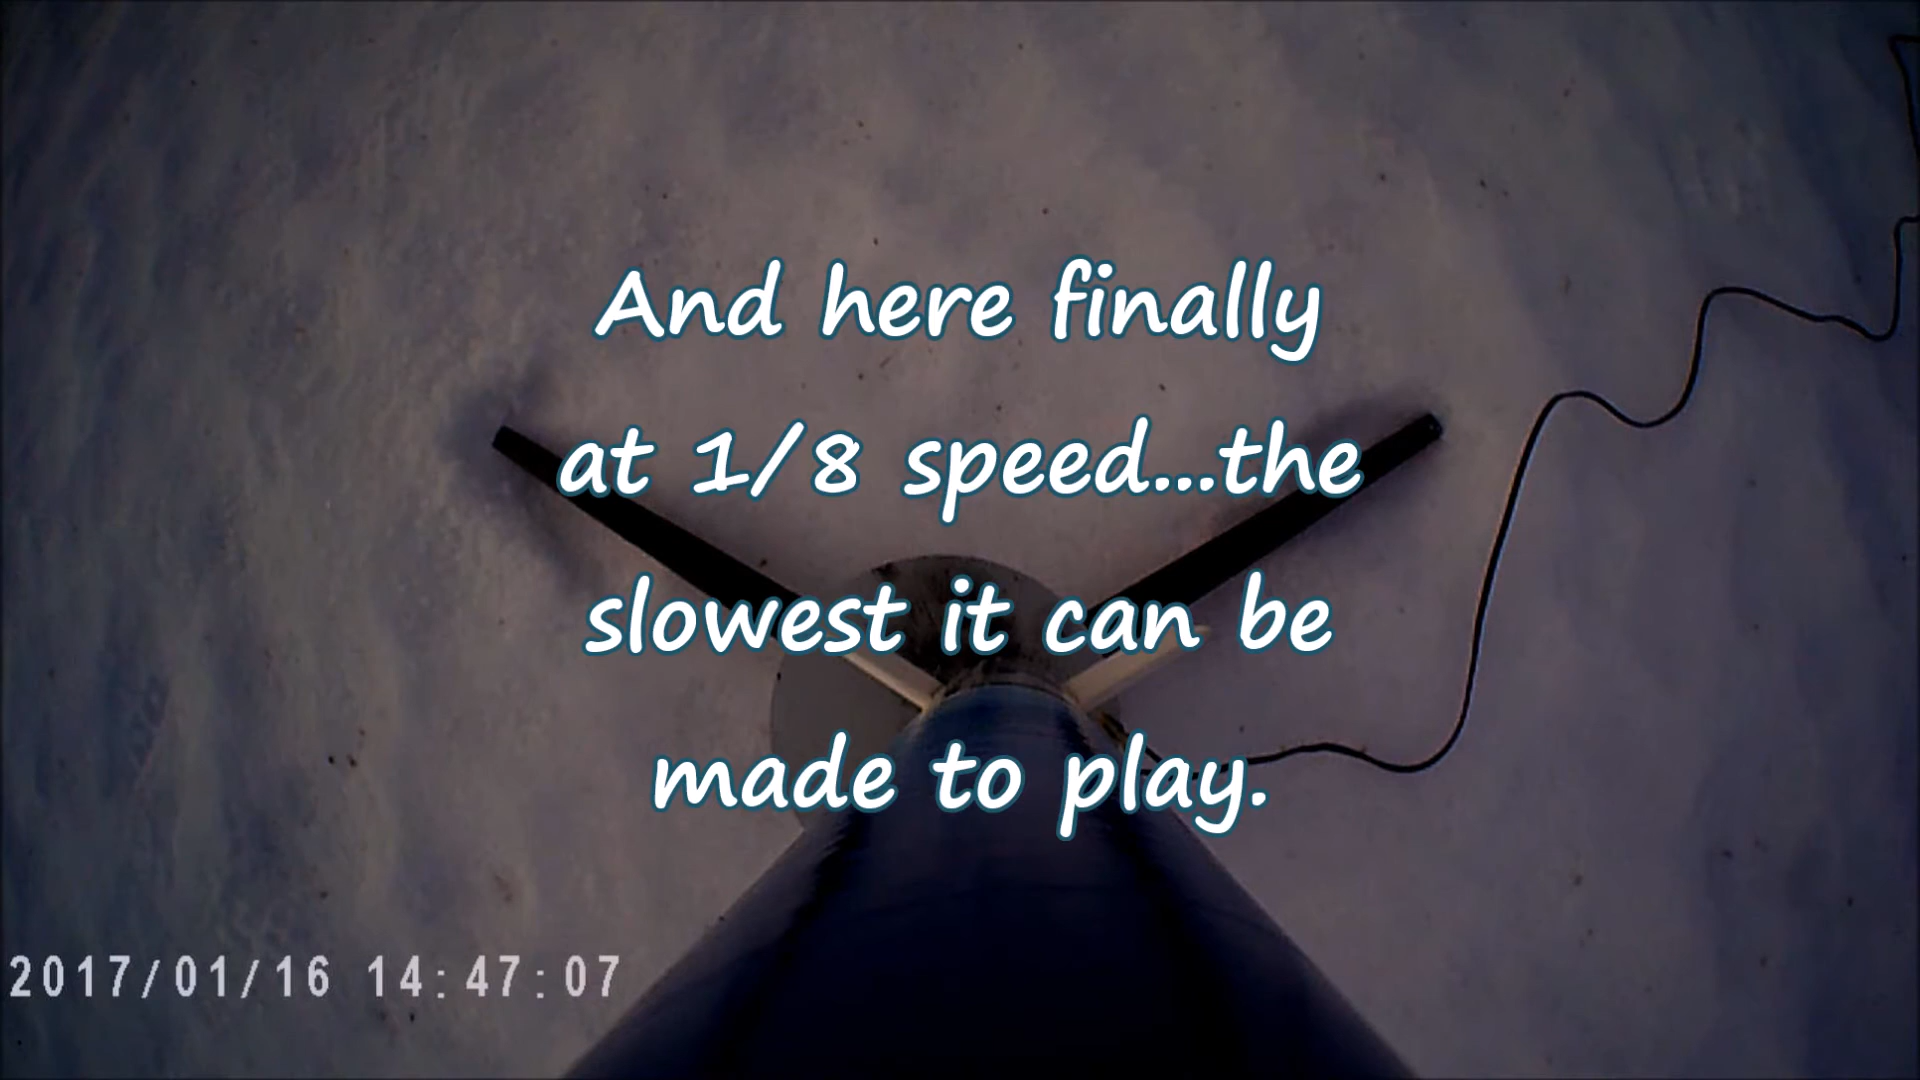 And here finally
at 1/8 speed...the
slowest it can be
made to play.
2017/01/16 14:47:07